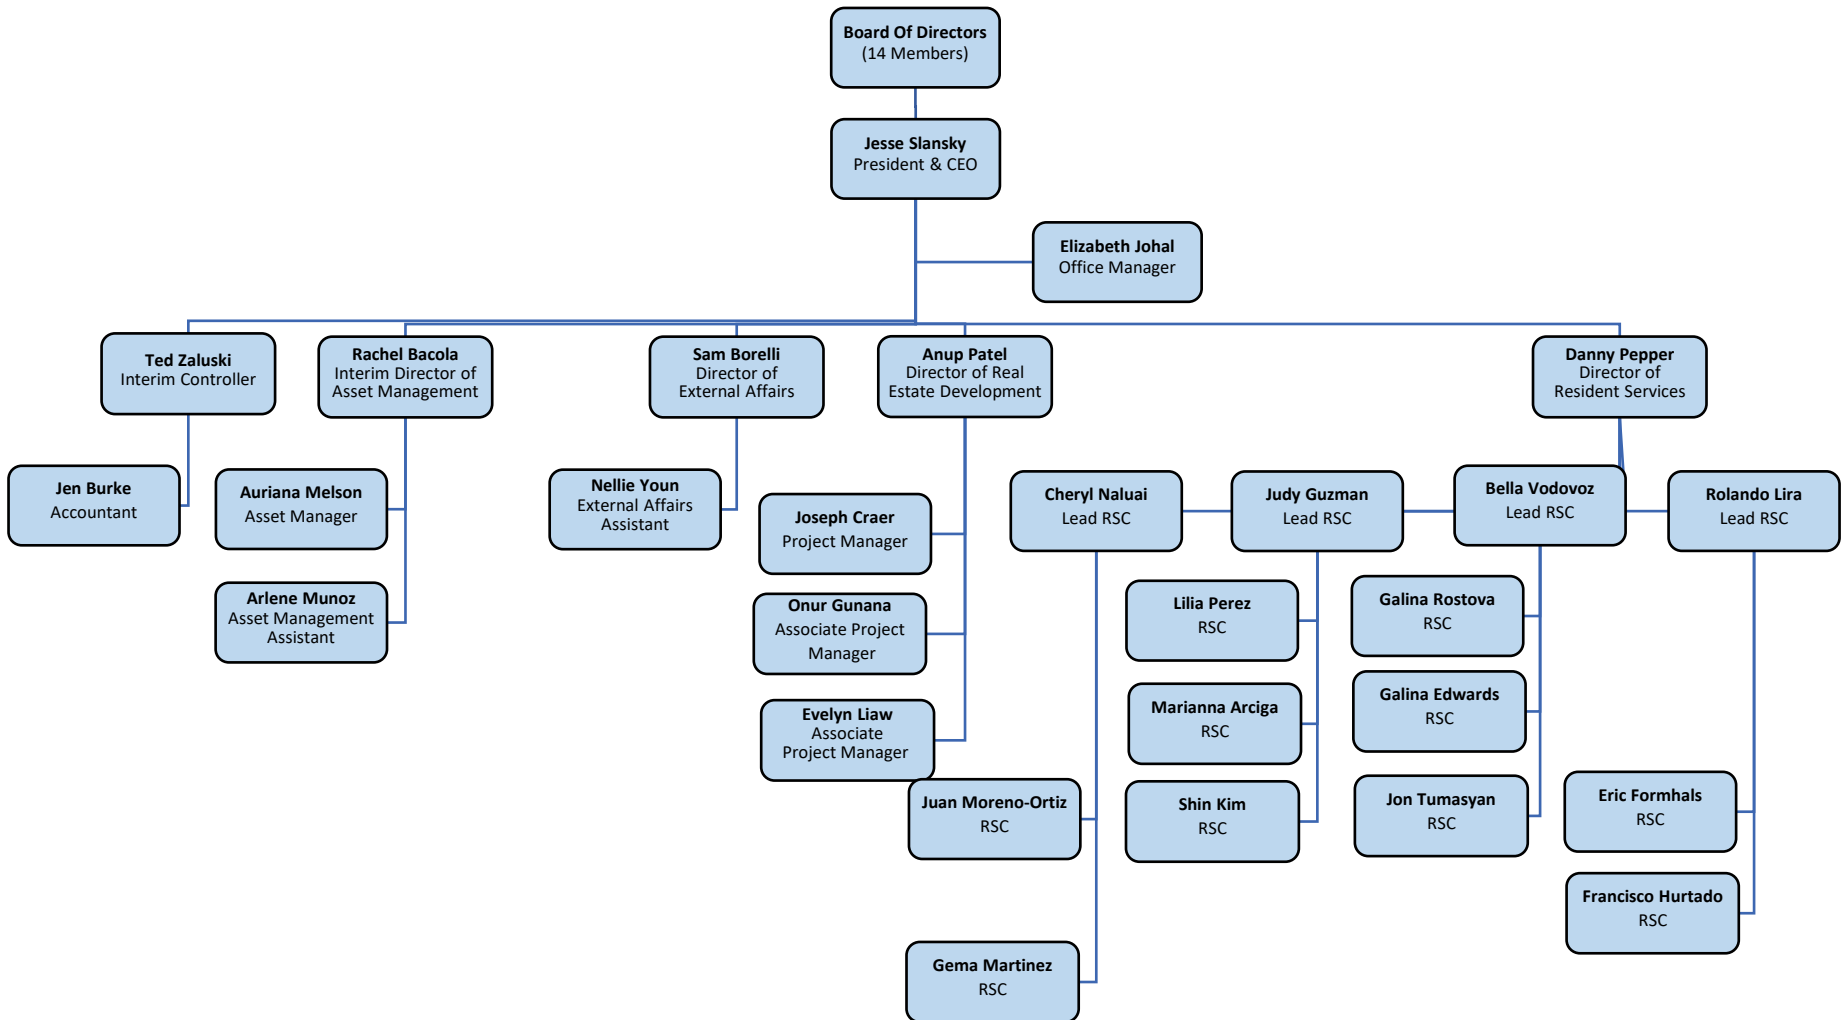 Board Of Directors
(14 Members)
Jesse Slansky
President & CEO
Elizabeth Johal
Office Manager
Ted Zaluski
Interim Controller
Rachel Bacola
Interim Director of
Asset Management
Sam Borelli
Director of
External Affairs
Anup Patel
Director of Real
Estate Development
Danny Pepper
Director of
Resident Services
Jen Burke
Accountant
Auriana Melson
Asset Manager
Arlene Munoz
Asset Management
Assistant
Nellie Youn
External Affairs
Assistant
Joseph Craer
Project Manager
Onur Gunana
Associate Project
Manager
Evelyn Liaw
Associate
Project Manager
Cheryl Naluai
Lead RSC
Juan Moreno-Ortiz
RSC
Gema Martinez
RSC
Judy Guzman
Lead RSC
Lilia Perez
RSC
Marianna Arciga
RSC
Shin Kim
RSC
Bella Vodovoz
Lead RSC
Galina Rostova
RSC
Galina Edwards
RSC
Jon Tumasyan
RSC
Rolando Lira
Lead RSC
Eric Formhals
RSC
Francisco Hurtado
RSC